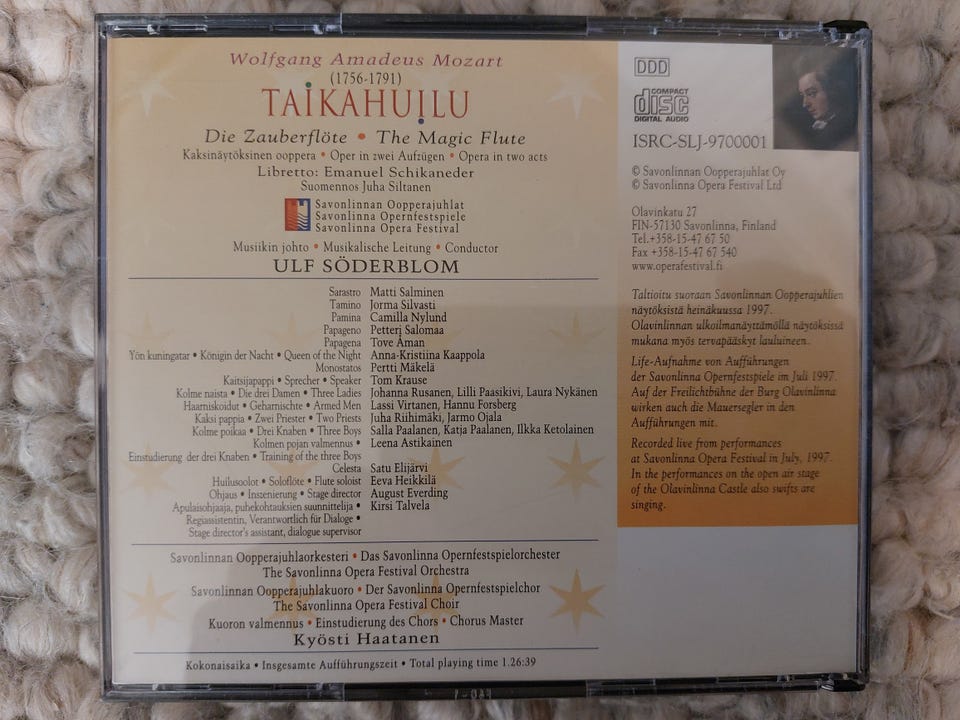 Wolfgang Amadeus Mozart
(1756-1791)
TAIKAHUILU
Die Zauberflöte • The Magic Flute
Kaksinäytöksinen ooppera • Oper in zwei Aufzügen • Opera in two acts
Libretto: Emanuel Schikaneder
Suomennos Juha Siltanen
Savonlinnan Oopperajuhlat
Savonlinna Opernfestspiele
Savonlinna Opera Festival
Musiikin johto • Musikalische Leitung • Conductor
ULF SÖDERBLOM
Sarastro Matti Salminen
Tamino Jorma Silvasti
Pamina Camilla Nylund
Papageno Petteri Salomaa
Papagena Tove Åman
Yön kuningatar • Königin der Nacht • Queen of the Night Anna-Kristiina Kaappola
Monostatos Pertti Mäkelä
Kaitsijapappi • Sprecher • Speaker Tom Krause
Kolme naista • Die drei Damen • Three Ladies Johanna Rusanen, Lilli Paasikivi, Laura Nykänen
Haarniskoidut • Geharnischte • Armed Men Lassi Virtanen, Hannu Forsberg
Kaksi pappia • Zwei Priester • Two Priests Juha Riihimäki, Jarmo Ojala
Kolme poikaa • Drei Knaben • Three Boys Salla Paalanen, Katja Paalanen, Ilkka Ketolainen
Kolmen pojan valmennus • Leena Astikainen
Einstudierung der drei Knaben • Training of the three Boys
Celesta Satu Elijärvi
Huilusoolot • Soloflöte • Flute soloist Eeva Heikkilä
Ohjaus • Inszenierung • Stage director August Everding
Apulaisohjaaja, puhekohtauksien suunnittelija • Kirsi Talvela
Regiassistentin, Verantwortlich für Dialoge •
Stage director's assistant, dialogue supervisor
Savonlinnan Oopperajuhlaorkesteri • Das Savonlinna Opernfestspielorchester
The Savonlinna Opera Festival Orchestra
Savonlinnan Oopperajuhlakuoro • Der Savonlinna Opernfestspielchor
The Savonlinna Opera Festival Choir
Kuoron valmennus • Einstudierung des Chors • Chorus Master
Kyösti Haatanen
Kokonaisaika • Insgesamte Aufführungszeit • Total playing time 1.26:39
DDD
COMPACT
disc
DIGITAL AUDIO
ISRC-SLJ-9700001
© Savonlinnan Oopperajuhlat Oy
© Savonlinna Opera Festival Ltd
Olavinkatu 27
FIN-57130 Savonlinna, Finland
Tel.+358-15-47 67 50
Fax +358-15-47 67 540
www.operafestival.fi
Taltioitu suoraan Savonlinnan Oopperajuhlien
näytöksistä heinäkuussa 1997.
Olavinlinnan ulkoilmanäyttämöllä näytöksissä
mukana myös tervapääskyt lauluineen.
Life-Aufnahme von Aufführungen
der Savonlinna Opernfestspiele im Juli 1997.
Auf der Freilichtbühne der Burg Olavinlinna
wirken auch die Mauersegler in den
Aufführungen mit.
Recorded live from performances
at Savonlinna Opera Festival in July, 1997.
In the performances on the open air stage
of the Olavinlinna Castle also swifts are
singing.